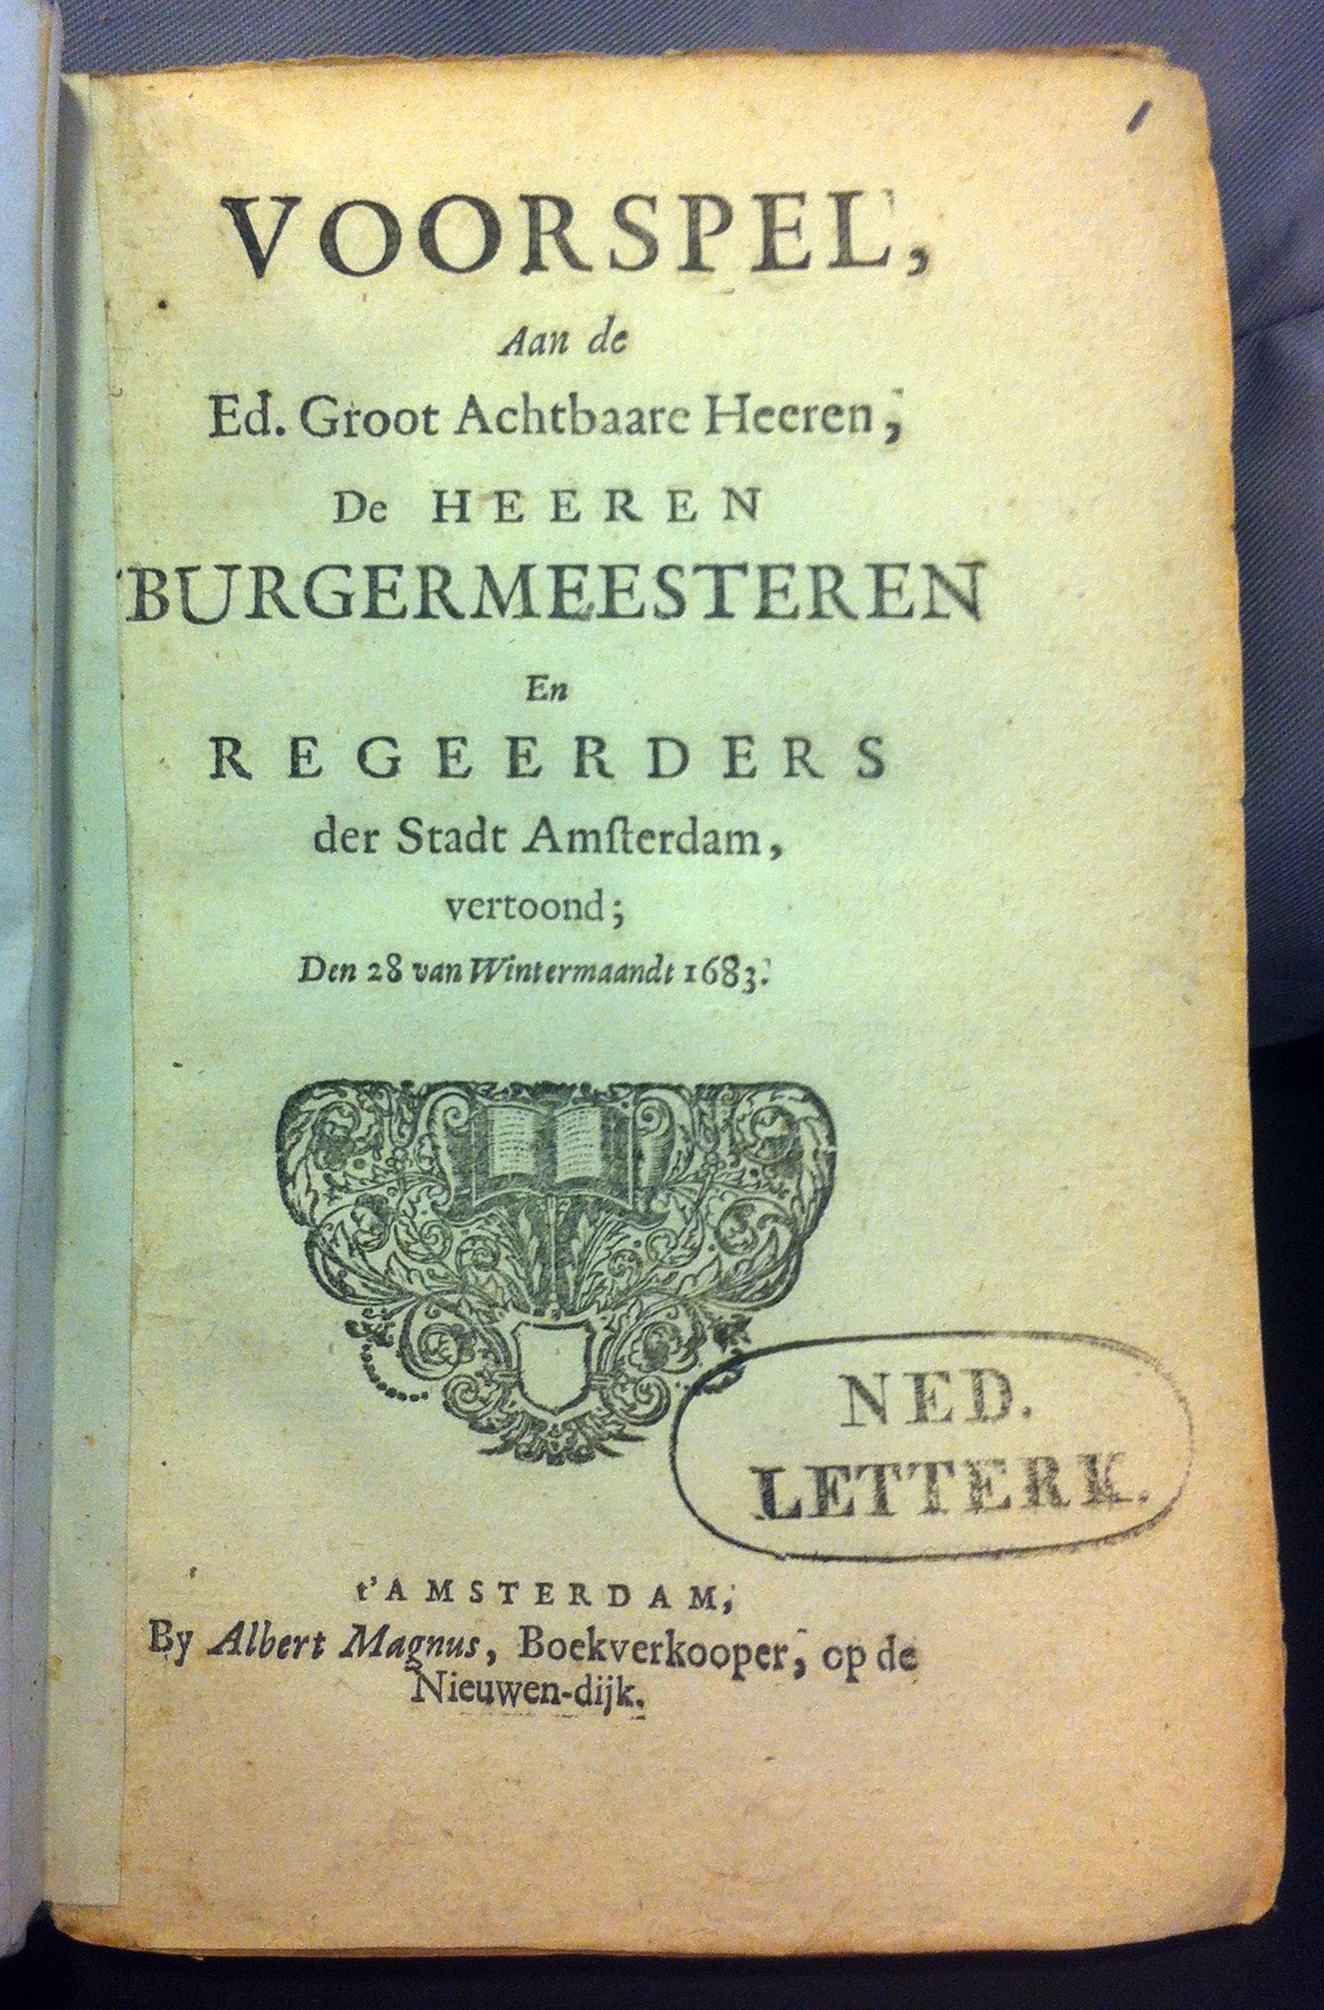 1
VOORSPEL,
Aan de
Ed. Groot Achtbaare Heeren,
De HEEREN
BURGERMEESTEREN
En
REGEERDERS
der Stadt Amſterdam,
vertoond;
Den 28 van Wintermaandt 1683.
NED.
LETTERK.
t'AMSTERDAM,
By Albert Magnus, Boekverkooper, op de
Nieuwen-dijk.